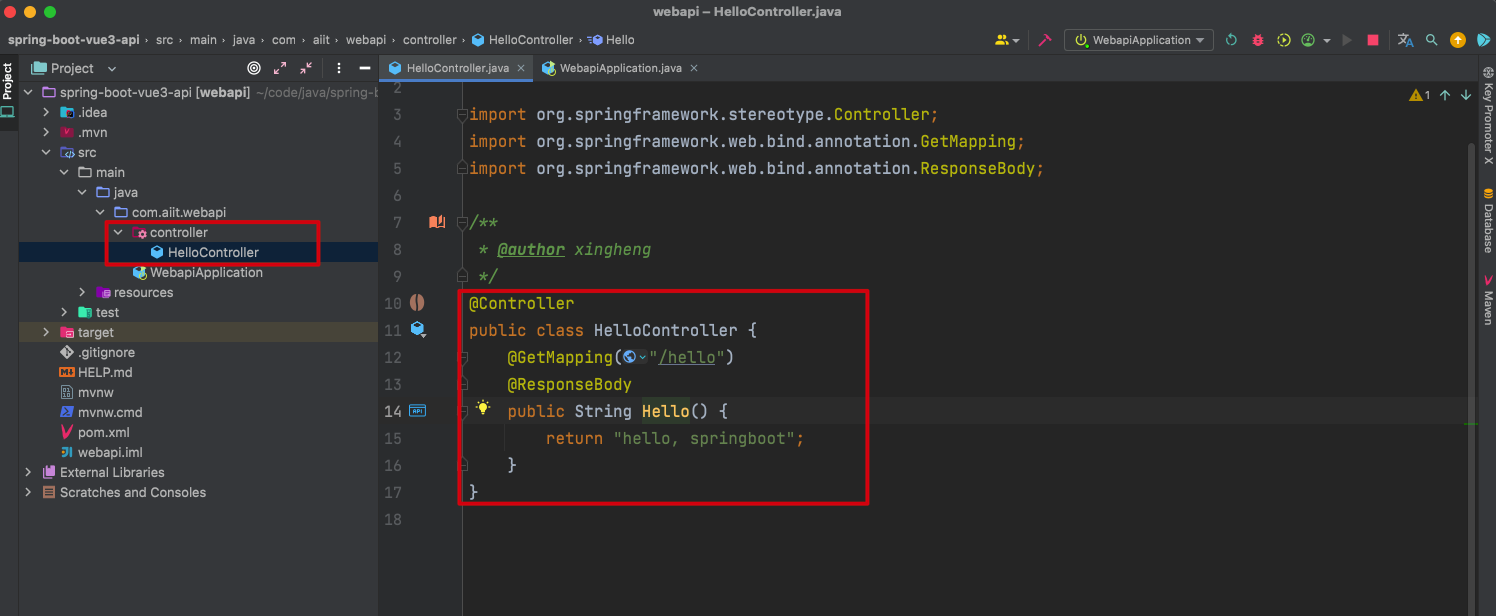 webapi – HelloController.java
spring-boot-vue3-api › src › main › java › com › aiit › webapi › controller › HelloController › Hello
WebapiApplication
Project
HelloController.java ×
WebapiApplication.java ×
Project
spring-boot-vue3-api [webapi] ~/code/java/spring-b
.idea
.mvn
src
main
java
com.aiit.webapi
controller
HelloController
WebapiApplication
resources
test
target
.gitignore
HELP.md
mvnw
mvnw.cmd
pom.xml
webapi.iml
External Libraries
Scratches and Consoles
2
3 import org.springframework.stereotype.Controller;
4 import org.springframework.web.bind.annotation.GetMapping;
5 import org.springframework.web.bind.annotation.ResponseBody;
6
7 /**
8 * @author xingheng
9 */
10 @Controller
11 public class HelloController {
12 @GetMapping("/hello")
13 @ResponseBody
14 API public String Hello() {
15 return "hello, springboot";
16 }
17 }
18
1
Key Promoter X
Database
Maven